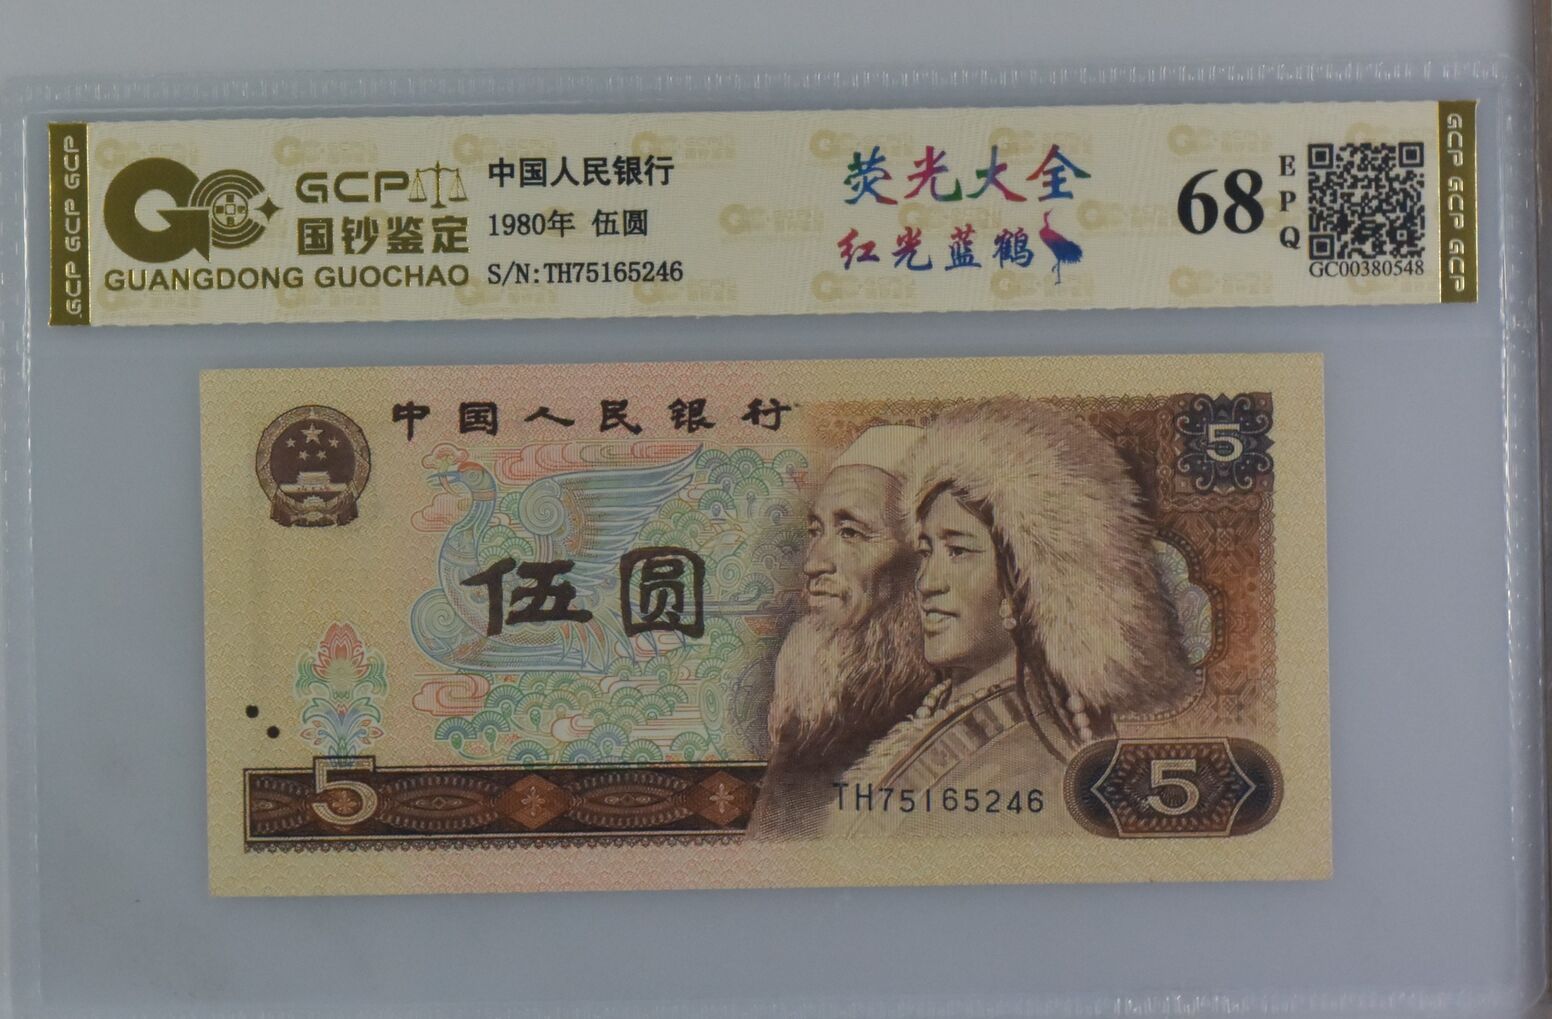 GCP GCP GCP
GCP
国钞鉴定
GUANGDONG GUOCHAO
中国人民银行
1980年 伍圆
S/N:TH75165246
荧光大全
红光蓝鹤
68
EPQ
GC00380548
GCP GCP GCP
中国人民银行
5
伍圆
5
TH75165246
5